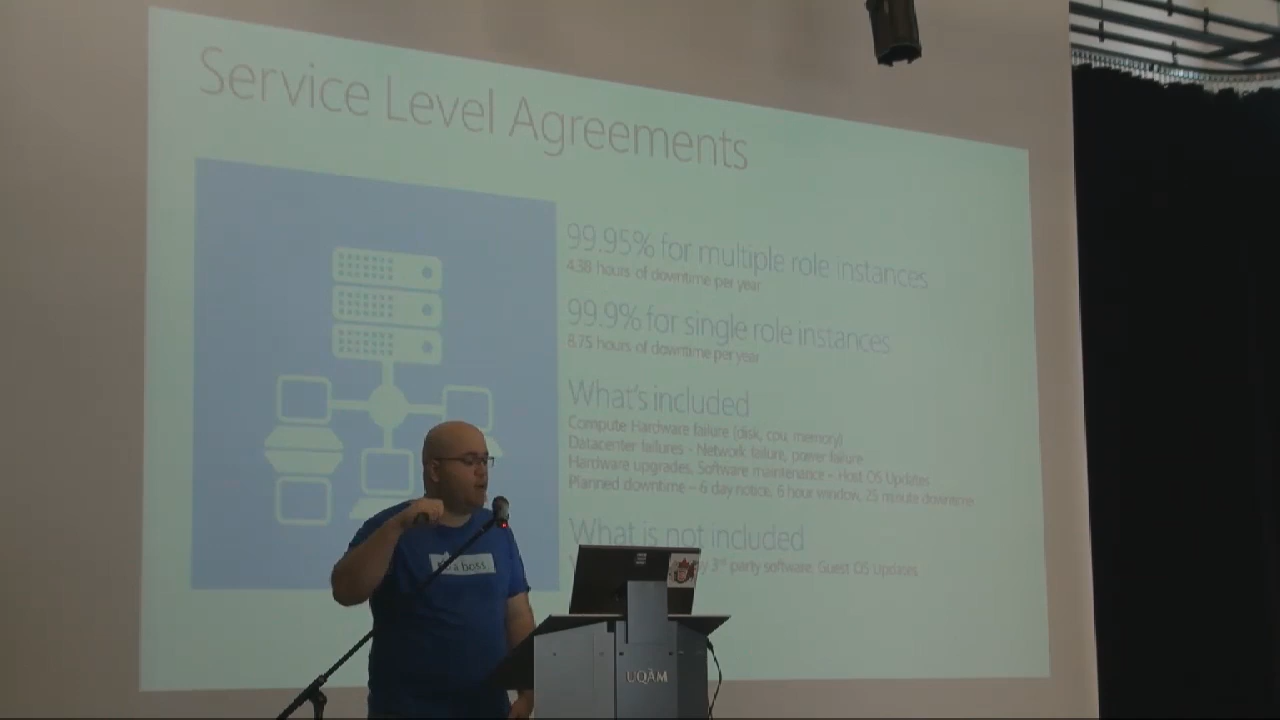 Service Level Agreements
99.95% for multiple role instances
4.38 hours of downtime per year
99.9% for single role instances
8.75 hours of downtime per year
What's included
Compute Hardware failure (disk, cpu, memory)
Datacenter failures - Network failure, power failure
Hardware upgrades, Software maintenance – Host OS Updates
Planned downtime – 6 day notice, 6 hour window, 25 minute downtime
What is not included
by 3rd party software, Guest OS Updates
a boss.
UQÀM